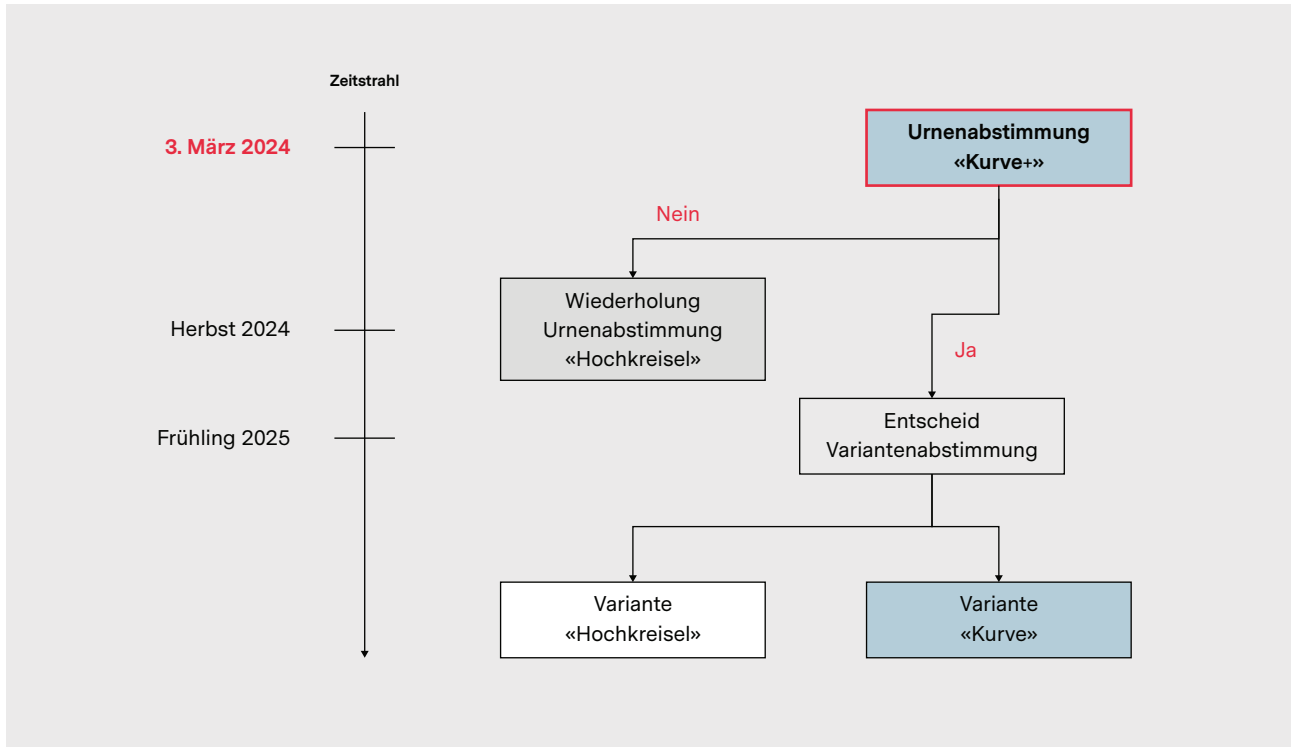 Zeitstrahl
3. März 2024
Urnenabstimmung
«Kurve+»
Nein
Wiederholung
Urnenabstimmung
«Hochkreisel»
Herbst 2024
Ja
Entscheid
Variantenabstimmung
Frühling 2025
Variante
«Hochkreisel»
Variante
«Kurve»